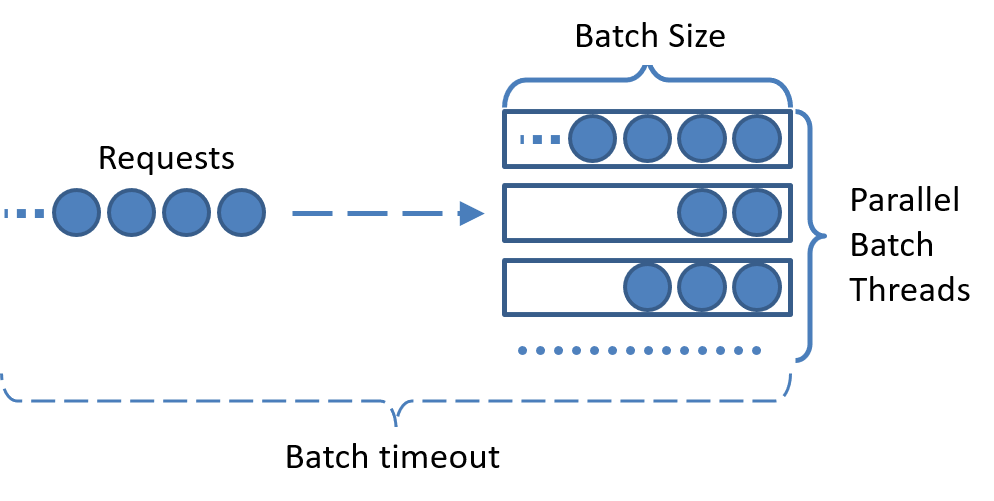 Batch Size
Requests
Parallel
Batch
Threads
Batch timeout